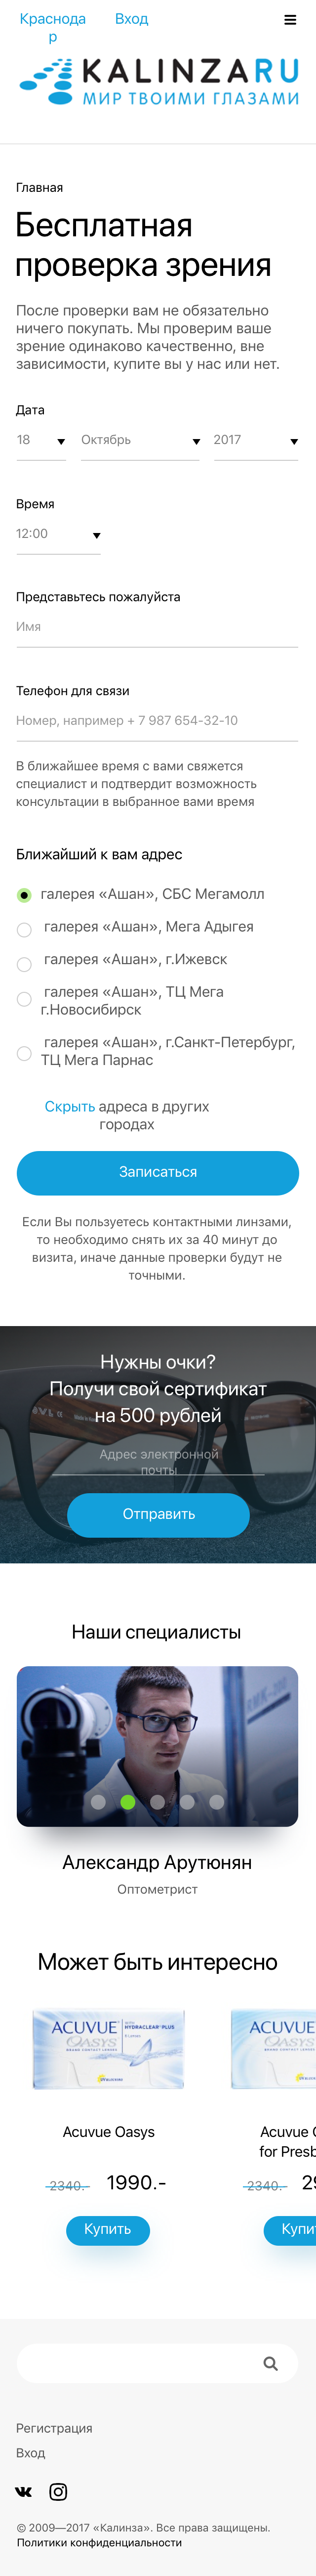 Краснода
р
Вход
KALINZARU
МИР ТВОИМИ ГЛАЗАМИ
Главная
Бесплатная
проверка зрения
После проверки вам не обязательно
ничего покупать. Мы проверим ваше
зрение одинаково качественно, вне
зависимости, купите вы у нас или нет.
Дата
18 Октябрь 2017
Время
12:00
Представьтесь пожалуйста
Имя
Телефон для связи
Номер, например + 7 987 654-32-10
В ближайшее время с вами свяжется
специалист и подтвердит возможность
консультации в выбранное вами время
Ближайший к вам адрес
галерея «Ашан», СБС Мегамолл
галерея «Ашан», Мега Адыгея
галерея «Ашан», г.Ижевск
галерея «Ашан», ТЦ Мега
г.Новосибирск
галерея «Ашан», г.Санкт-Петербург,
ТЦ Мега Парнас
Скрыть адреса в других
городах
Записаться
Если Вы пользуетесь контактными линзами,
то необходимо снять их за 40 минут до
визита, иначе данные проверки будут не
точными.
Нужны очки?
Получи свой сертификат
на 500 рублей
Адрес электронной
почты
Отправить
Наши специалисты
Александр Арутюнян
Оптометрист
Может быть интересно
ACUVUE
OASYS
HYDRACLEAR PLUS
ACUVUE
OASYS
Acuvue Oasys
Acuvue
for Presb
2340.- 1990.-
2340.- 29
Купить
Купи
Регистрация
Вход
© 2009—2017 «Калинза». Все права защищены.
Политики конфиденциальности